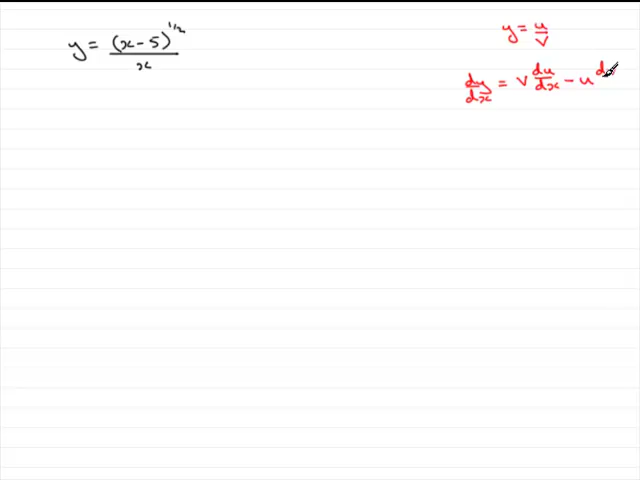 y = (x - 5)^1/2 / x
y = u/v
dy/dx = v du/dx - u d